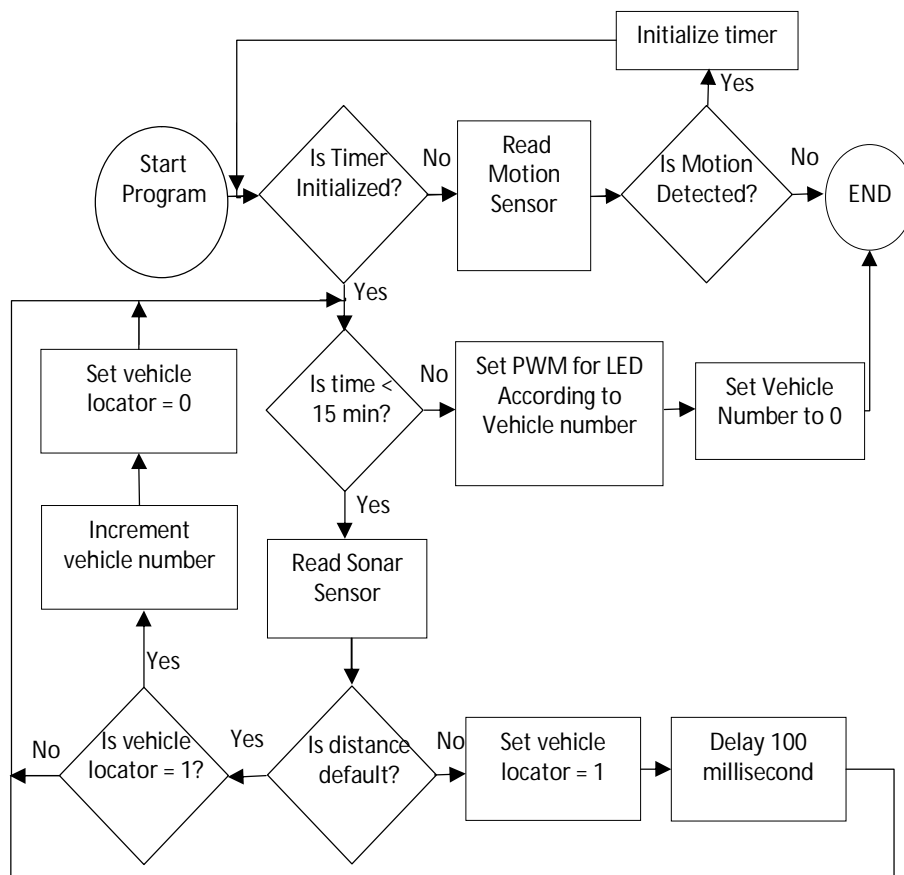 Initialize timer
Yes
Start
Program
Is Timer
Initialized?
No
Read
Motion
Sensor
Is Motion
Detected?
No
END
Yes
Set vehicle
locator = 0
Is time <
15 min?
No
Set PWM for LED
According to
Vehicle number
Set Vehicle
Number to 0
Yes
Increment
vehicle number
Read Sonar
Sensor
Yes
No
Is vehicle
locator = 1?
Yes
Is distance
default?
No
Set vehicle
locator = 1
Delay 100
millisecond